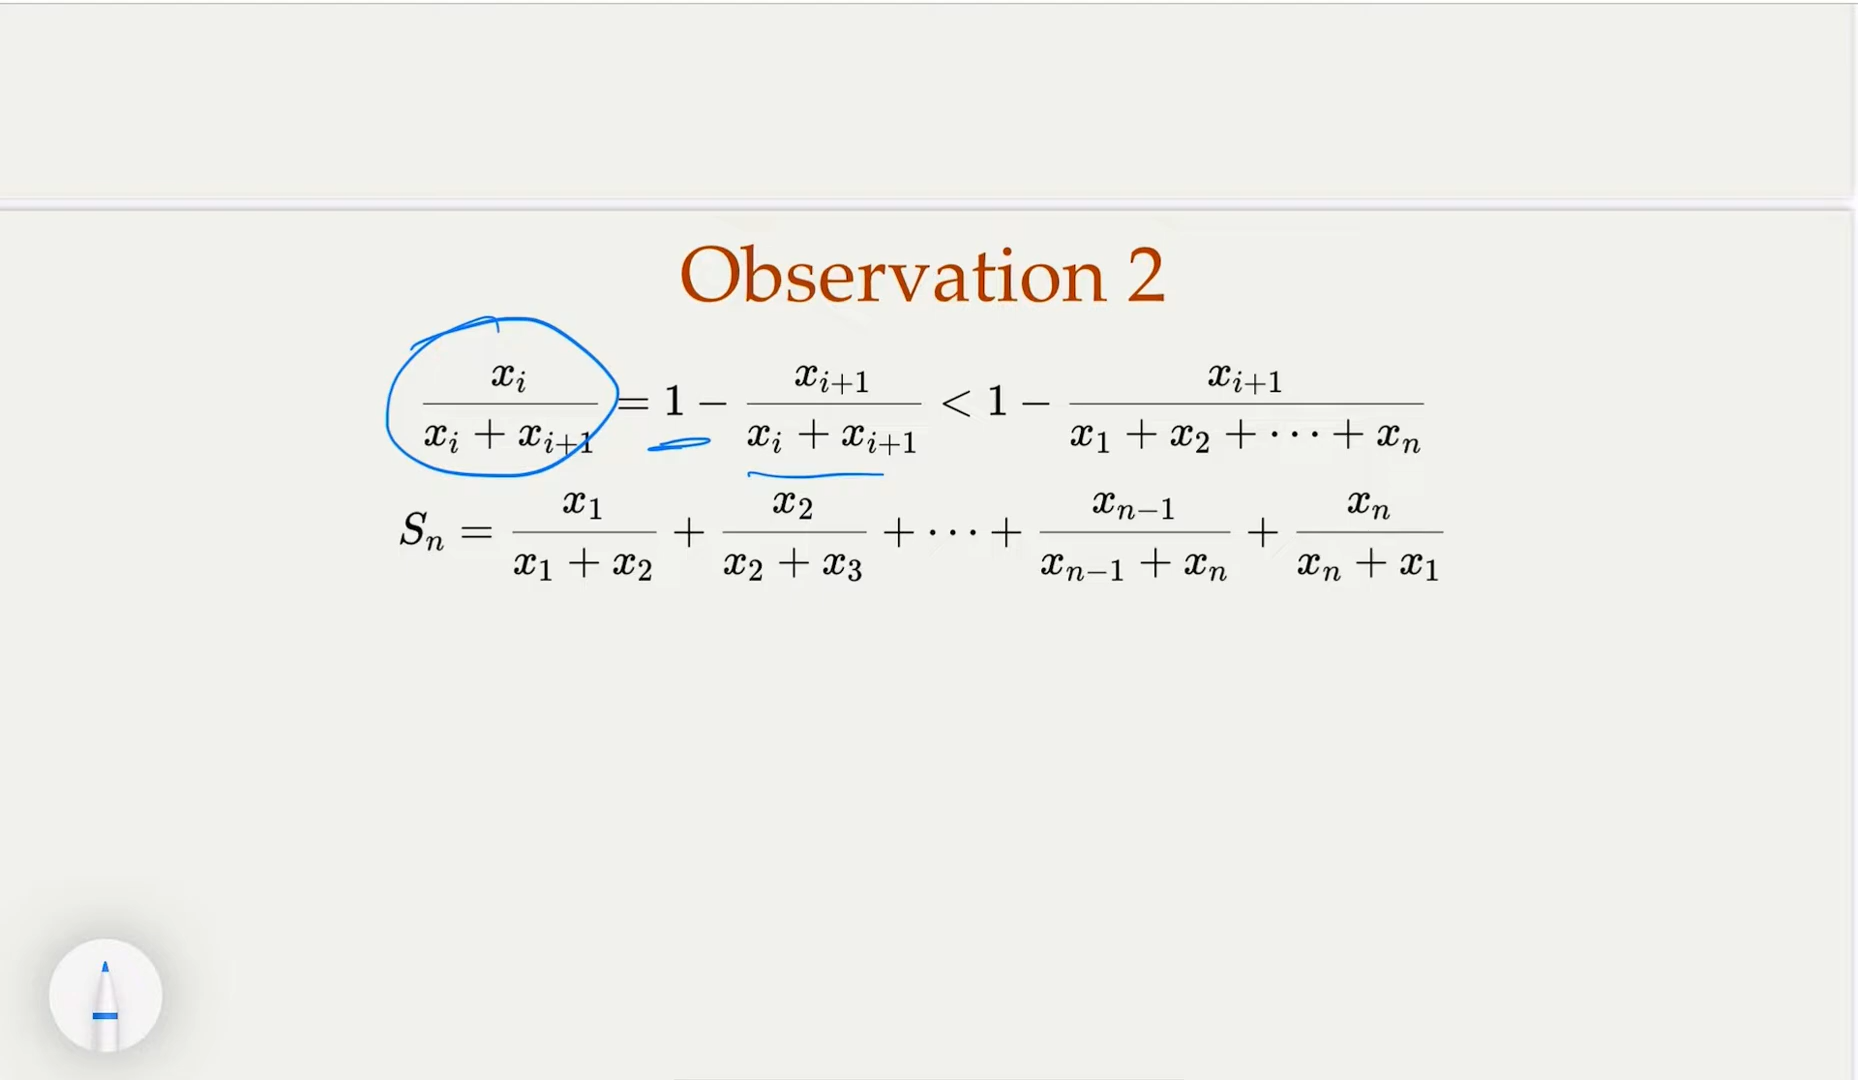 Observation 2
\frac{x_i}{x_i + x_{i+1}} = 1 - \frac{x_{i+1}}{x_i + x_{i+1}} < 1 - \frac{x_{i+1}}{x_1 + x_2 + \cdots + x_n}
S_n = \frac{x_1}{x_1 + x_2} + \frac{x_2}{x_2 + x_3} + \cdots + \frac{x_{n-1}}{x_{n-1} + x_n} + \frac{x_n}{x_n + x_1}